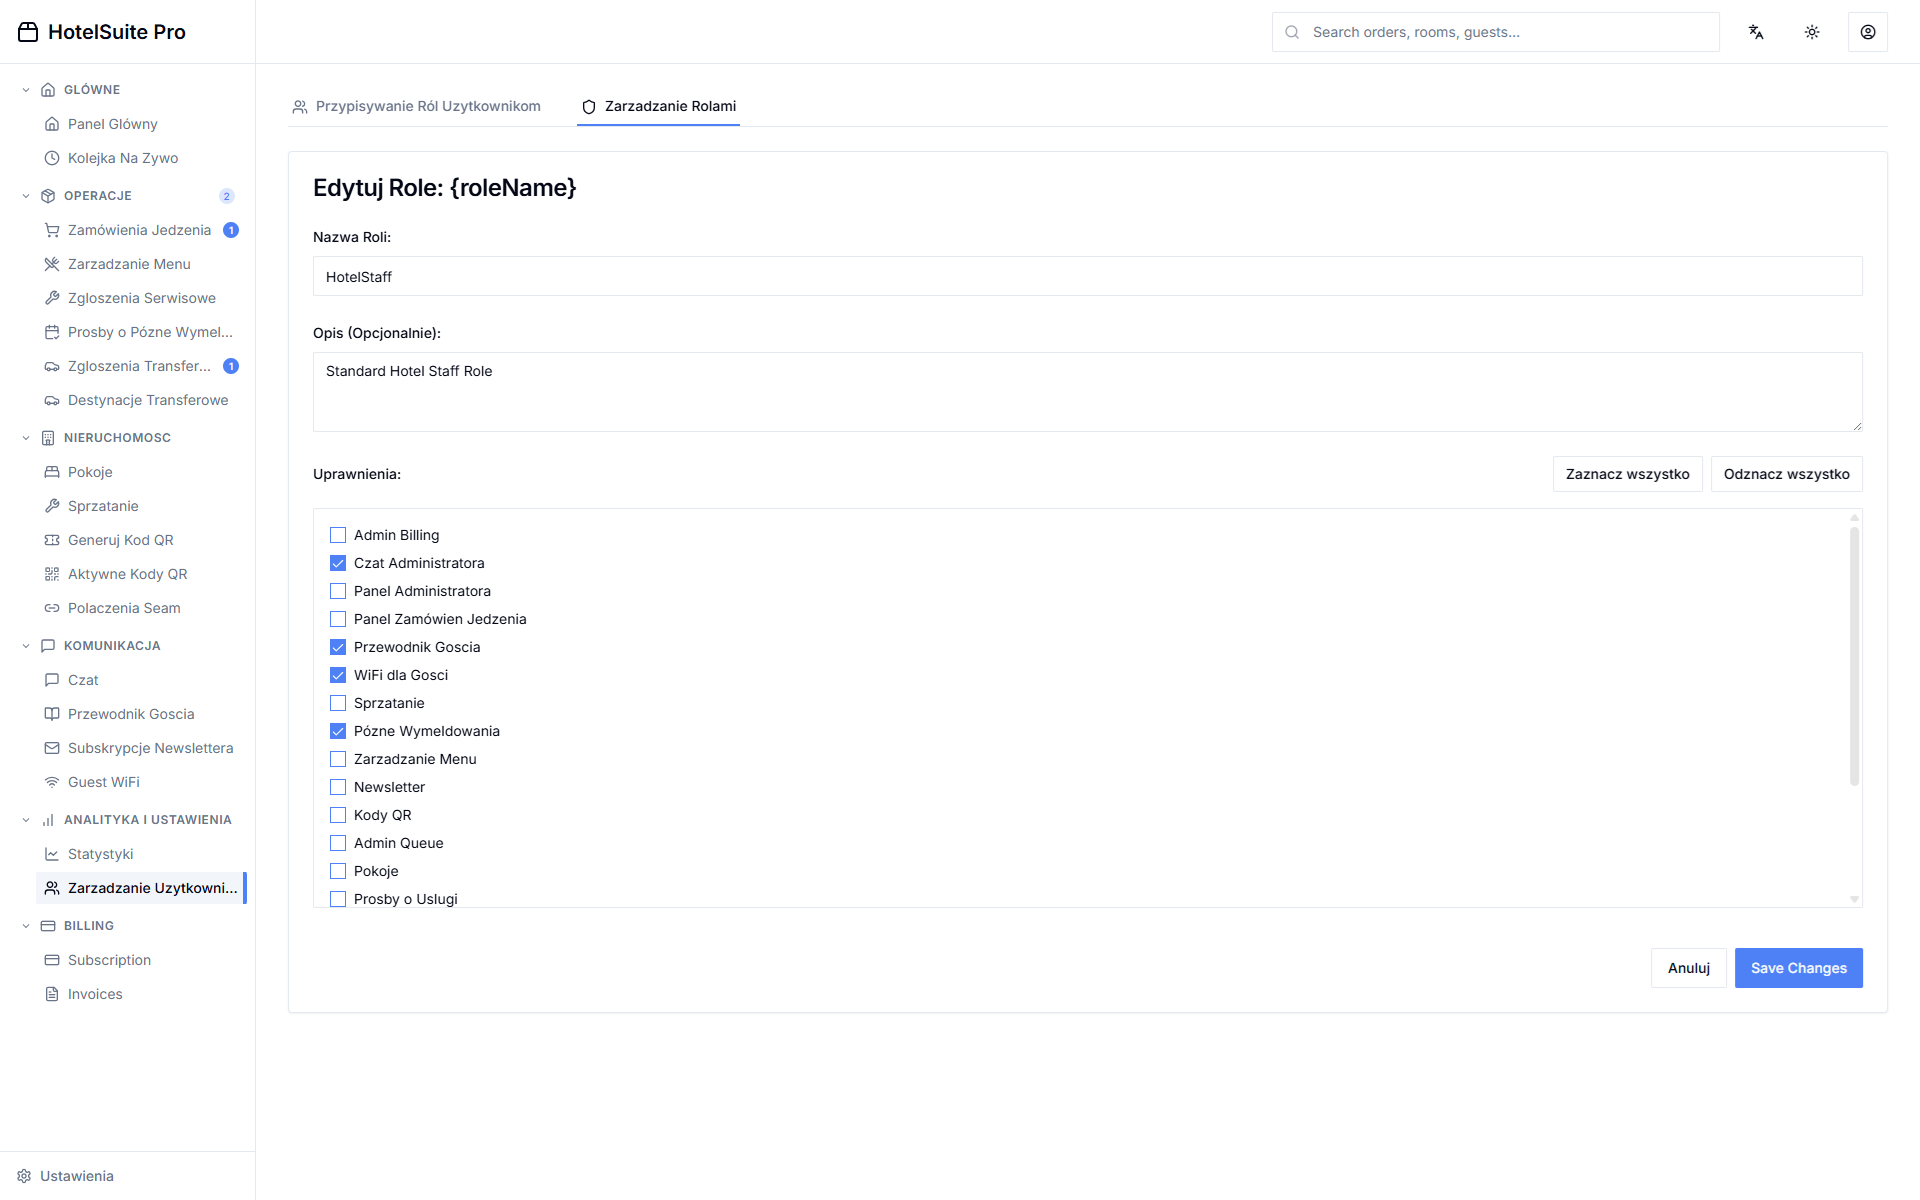 HotelSuite Pro
Search orders, rooms, guests...
GLÓWNE
Panel Glówny
Kolejka Na Zywo
OPERACJE 2
Zamówienia Jedzenia 1
Zarzadzanie Menu
Zgloszenia Serwisowe
Prosby o Pózne Wymel...
Zgloszenia Transfer... 1
Destynacje Transferowe
NIERUCHOMOSC
Pokoje
Sprzatanie
Generuj Kod QR
Aktywne Kody QR
Polaczenia Seam
KOMUNIKACJA
Czat
Przewodnik Goscia
Subskrypcje Newslettera
Guest WiFi
ANALITYKA I USTAWIENIA
Statystyki
Zarzadzanie Uzytkowni...
BILLING
Subscription
Invoices
Ustawienia
Przypisywanie Ról Uzytkownikom
Zarzadzanie Rolami
Edytuj Role: {roleName}
Nazwa Roli:
HotelStaff
Opis (Opcjonalnie):
Standard Hotel Staff Role
Uprawnienia:
Zaznacz wszystko
Odznacz wszystko
Admin Billing
Czat Administratora
Panel Administratora
Panel Zamówien Jedzenia
Przewodnik Goscia
WiFi dla Gosci
Sprzatanie
Pózne Wymeldowania
Zarzadzanie Menu
Newsletter
Kody QR
Admin Queue
Pokoje
Prosby o Uslugi
Anuluj
Save Changes